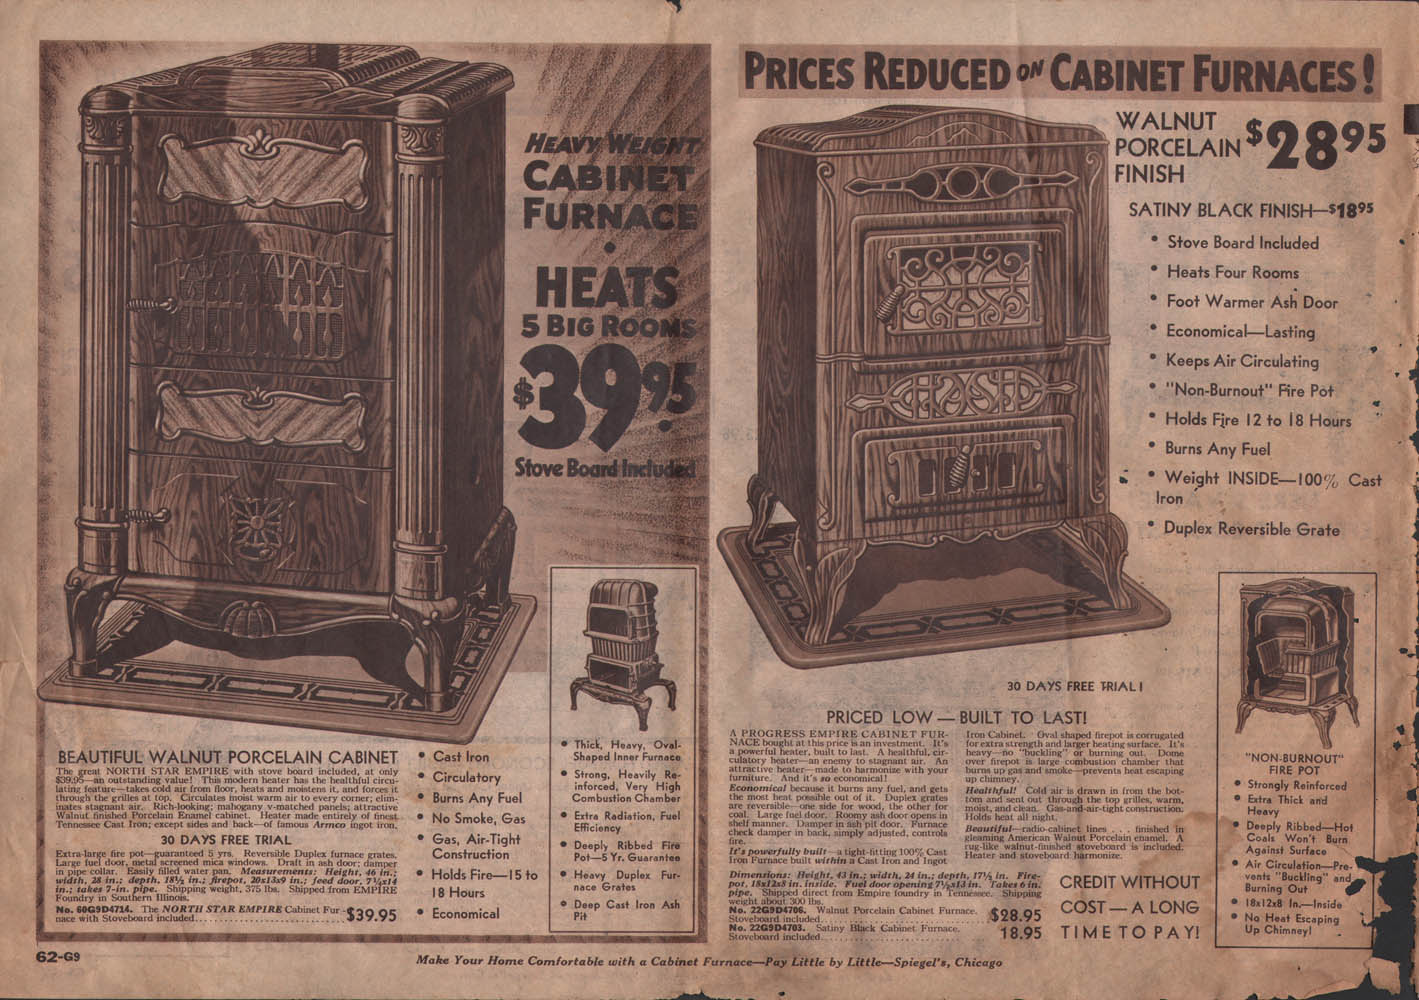 HEAVY WEIGHT
CABINET
FURNACE
•
HEATS
5 BIG ROOMS
$39.95
Stove Board Included
BEAUTIFUL WALNUT PORCELAIN CABINET
The great NORTH STAR EMPIRE with stove board included, at only
$39.95—an outstanding value! This modern heater has the healthful circu-
lating feature—takes cold air from floor, heats and moistens it, and forces it
through the grilles at top. Circulates moist warm air to every corner; elim-
inates stagnant air. Rich-looking; mahogany v-matched panels; attractive
Walnut finished Porcelain Enamel cabinet. Heater made entirely of finest
Tennessee Cast Iron; except sides and back—of famous Armco ingot iron.
30 DAYS FREE TRIAL
Extra-large fire pot—guaranteed 5 yrs. Reversible Duplex furnace grates.
Large fuel door, metal screened mica windows. Draft in ash door; damper
in pipe collar. Easily filled water pan. Measurements: Height, 46 in.;
width, 28 in.; depth, 18½ in.; firepot, 20x13x9 in.; feed door, 7½x14
in.; takes 7-in. pipe. Shipping weight, 375 lbs. Shipped from EMPIRE
Foundry in Southern Illinois.
No. 60G9D4714. The NORTH STAR EMPIRE Cabinet Fur-
nace with Stoveboard included............$39.95
• Cast Iron
• Circulatory
• Burns Any Fuel
• No Smoke, Gas
• Gas, Air-Tight
Construction
• Holds Fire—15 to
18 Hours
• Economical
• Thick, Heavy, Oval-
Shaped Inner Furnace
• Strong, Heavily Re-
inforced, Very High
Combustion Chamber
• Extra Radiation, Fuel
Efficiency
• Deeply Ribbed Fire
Pot—5 Yr. Guarantee
• Heavy Duplex Fur-
nace Grates
• Deep Cast Iron Ash
Pit
62-G9
PRICES REDUCED ON CABINET FURNACES!
WALNUT
PORCELAIN
FINISH
$28.95
SATINY BLACK FINISH—$18.95
• Stove Board Included
• Heats Four Rooms
• Foot Warmer Ash Door
• Economical—Lasting
• Keeps Air Circulating
• "Non-Burnout" Fire Pot
• Holds Fire 12 to 18 Hours
• Burns Any Fuel
• Weight INSIDE—100% Cast
Iron
• Duplex Reversible Grate
30 DAYS FREE TRIAL!
PRICED LOW — BUILT TO LAST!
A PROGRESS EMPIRE CABINET FUR-
NACE bought at this price is an investment. It's
a powerful heater, built to last. A healthful, cir-
culatory heater—an enemy to stagnant air. An
attractive heater—made to harmonize with your
furniture. And it's so economical!
Economical because it burns any fuel, and gets
the most heat possible out of it. Duplex grates
are reversible—one side for wood, the other for
coal. Large fuel door. Roomy ash door opens in
shelf manner. Damper in ash pit door. Furnace
check damper in back, simply adjusted, controls
fire.
It's powerfully built—a tight-fitting 100% Cast
Iron Furnace built within a Cast Iron and Ingot
Iron Cabinet. Oval shaped firepot is corrugated
for extra strength and larger heating surface. It's
heavy—no "buckling" or burning out. Dome
over firepot is large combustion chamber that
burns up gas and smoke—prevents heat escaping
up chimney.
Healthful! Cold air is drawn in from the bot-
tom and sent out through the top grilles, warm,
moist, and clean. Gas-and-air-tight construction.
Holds heat all night.
Beautiful—radio-cabinet lines . . . finished in
gleaming American Walnut Porcelain enamel. A
rug-like walnut-finished stoveboard is included.
Heater and stoveboard harmonize.
Dimensions: Height, 43 in.; width, 24 in.; depth, 17½ in. Fire-
pot, 18x12x8 in. inside. Fuel door opening 7½x13 in. Takes 6 in.
pipe. Shipped direct from Empire foundry in Tennessee. Shipping
weight about 300 lbs.
No. 22G9D4706. Walnut Porcelain Cabinet Furnace.
Stoveboard included............$28.95
No. 22G9D4703. Satiny Black Cabinet Furnace.
Stoveboard included............18.95
CREDIT WITHOUT
COST — A LONG
TIME TO PAY!
"NON-BURNOUT"
FIRE POT
• Strongly Reinforced
• Extra Thick and
Heavy
• Deeply Ribbed—Hot
Coals Won't Burn
Against Surface
• Air Circulation—Pre-
vents "Buckling" and
Burning Out
• 18x12x8 In.—Inside
• No Heat Escaping
Up Chimney!
Make Your Home Comfortable with a Cabinet Furnace—Pay Little by Little—Spiegel's, Chicago